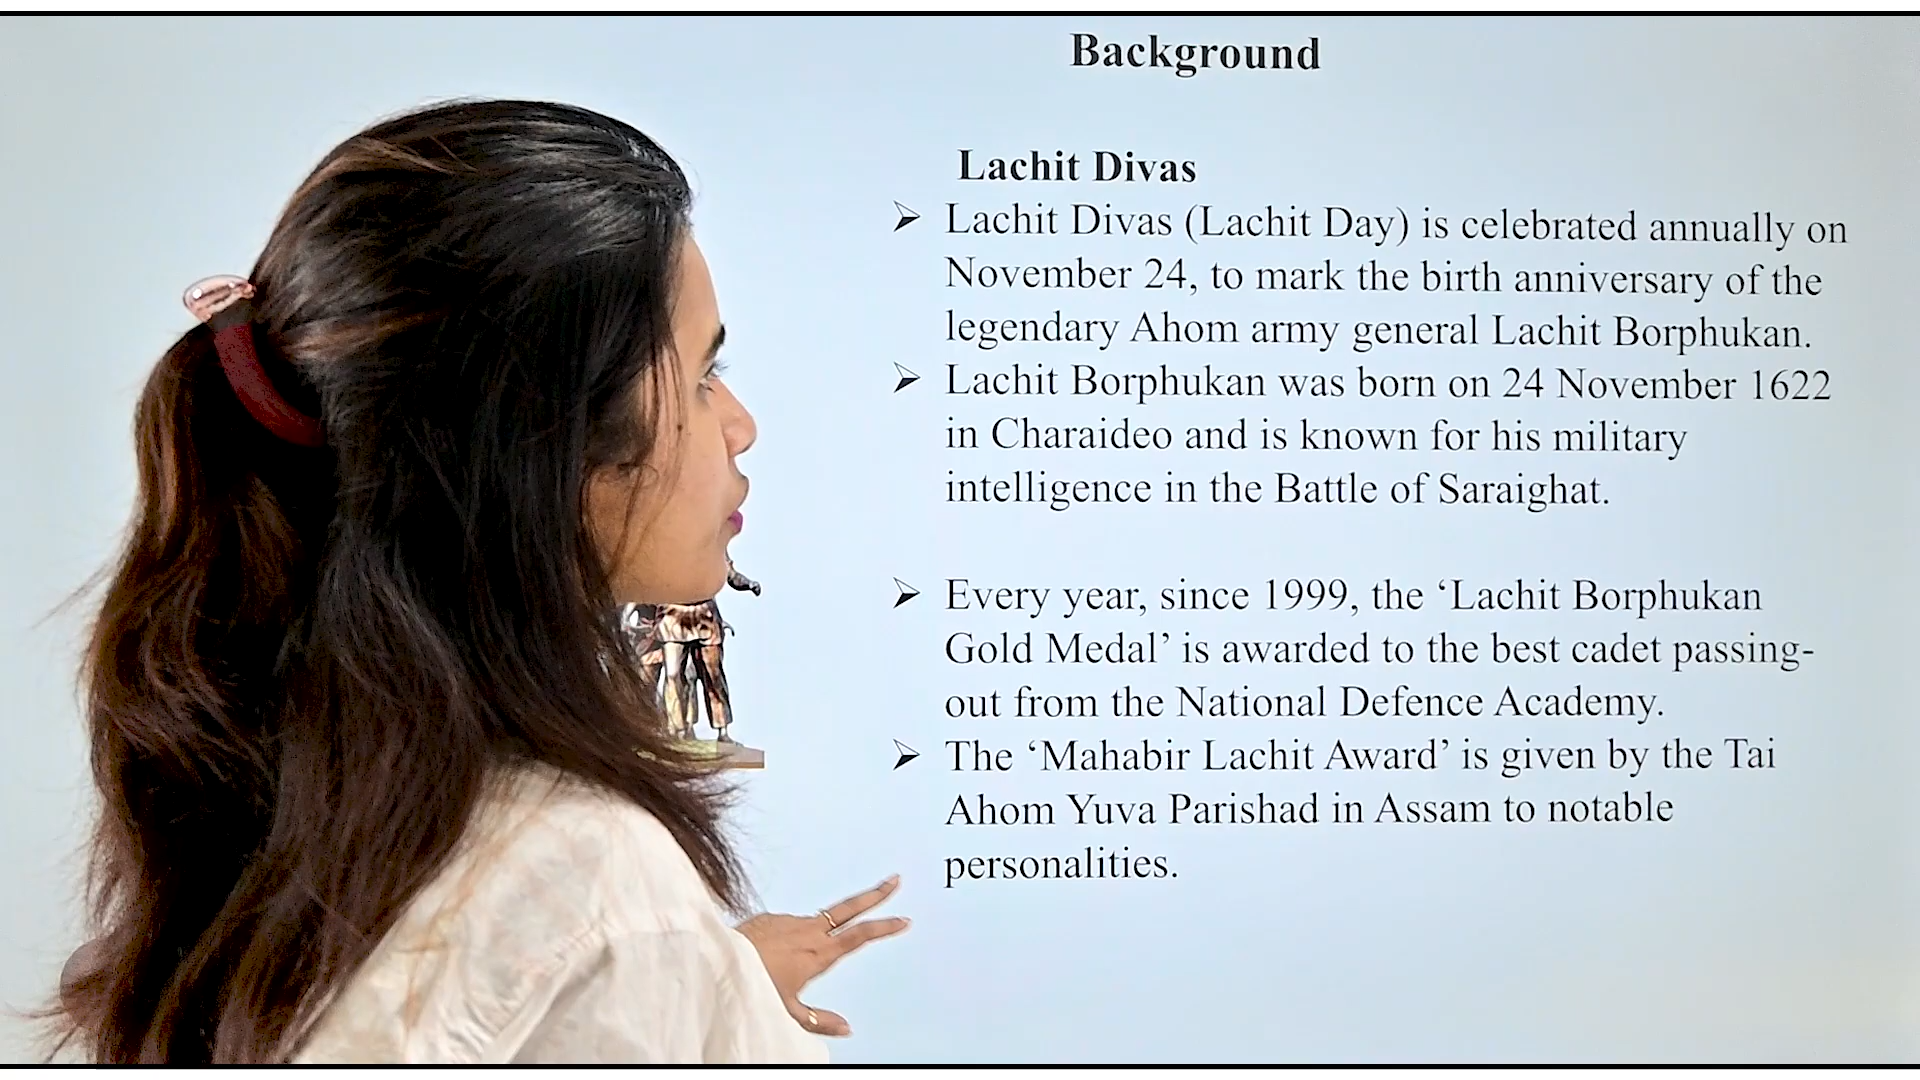 Background
Lachit Divas
➢ Lachit Divas (Lachit Day) is celebrated annually on
November 24, to mark the birth anniversary of the
legendary Ahom army general Lachit Borphukan.
➢ Lachit Borphukan was born on 24 November 1622
in Charaideo and is known for his military
intelligence in the Battle of Saraighat.
➢ Every year, since 1999, the ‘Lachit Borphukan
Gold Medal’ is awarded to the best cadet passing-
out from the National Defence Academy.
➢ The ‘Mahabir Lachit Award’ is given by the Tai
Ahom Yuva Parishad in Assam to notable
personalities.